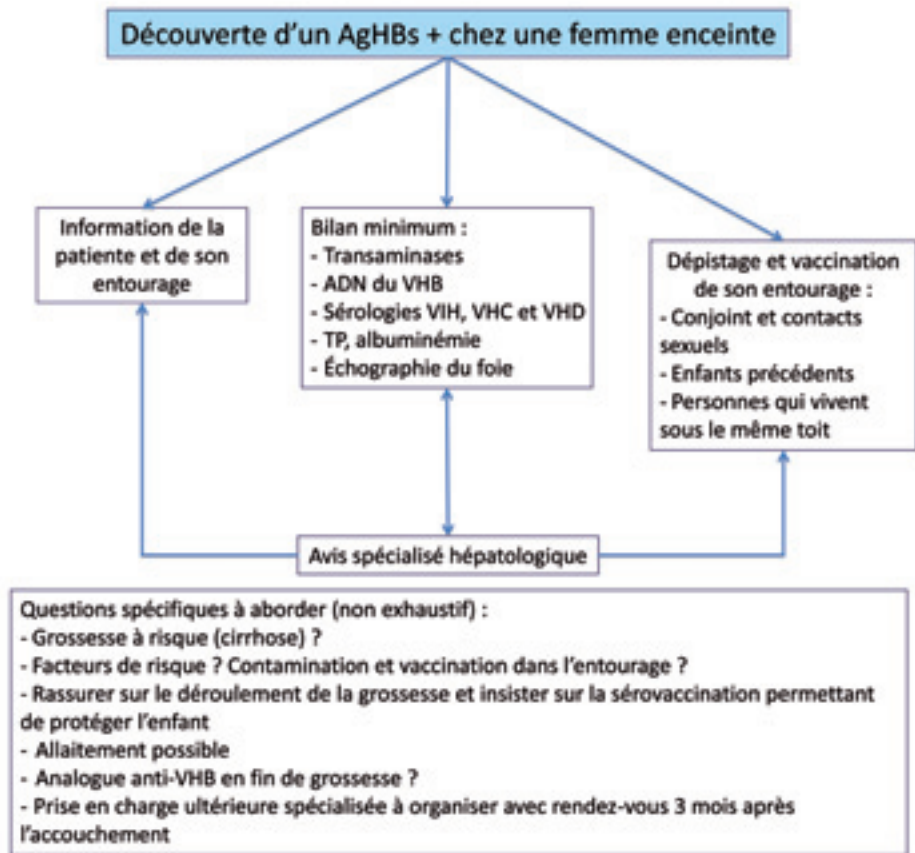 Découverte d'un AgHBs + chez une femme enceinte
Information de la
patiente et de son
entourage
Bilan minimum :
- Transaminases
- ADN du VHB
- Sérologies VIH, VHC et VHD
- TP, albuminémie
- Échographie du foie
Dépistage et vaccination
de son entourage :
- Conjoint et contacts
sexuels
- Enfants précédents
- Personnes qui vivent
sous le même toit
Avis spécialisé hépatologique
Questions spécifiques à aborder (non exhaustif) :
- Grossesse à risque (cirrhose) ?
- Facteurs de risque ? Contamination et vaccination dans l'entourage ?
- Rassurer sur le déroulement de la grossesse et insister sur la sérovaccination permettant
de protéger l'enfant
- Allaitement possible
- Analogue anti-VHB en fin de grossesse ?
- Prise en charge ultérieure spécialisée à organiser avec rendez-vous 3 mois après
l'accouchement